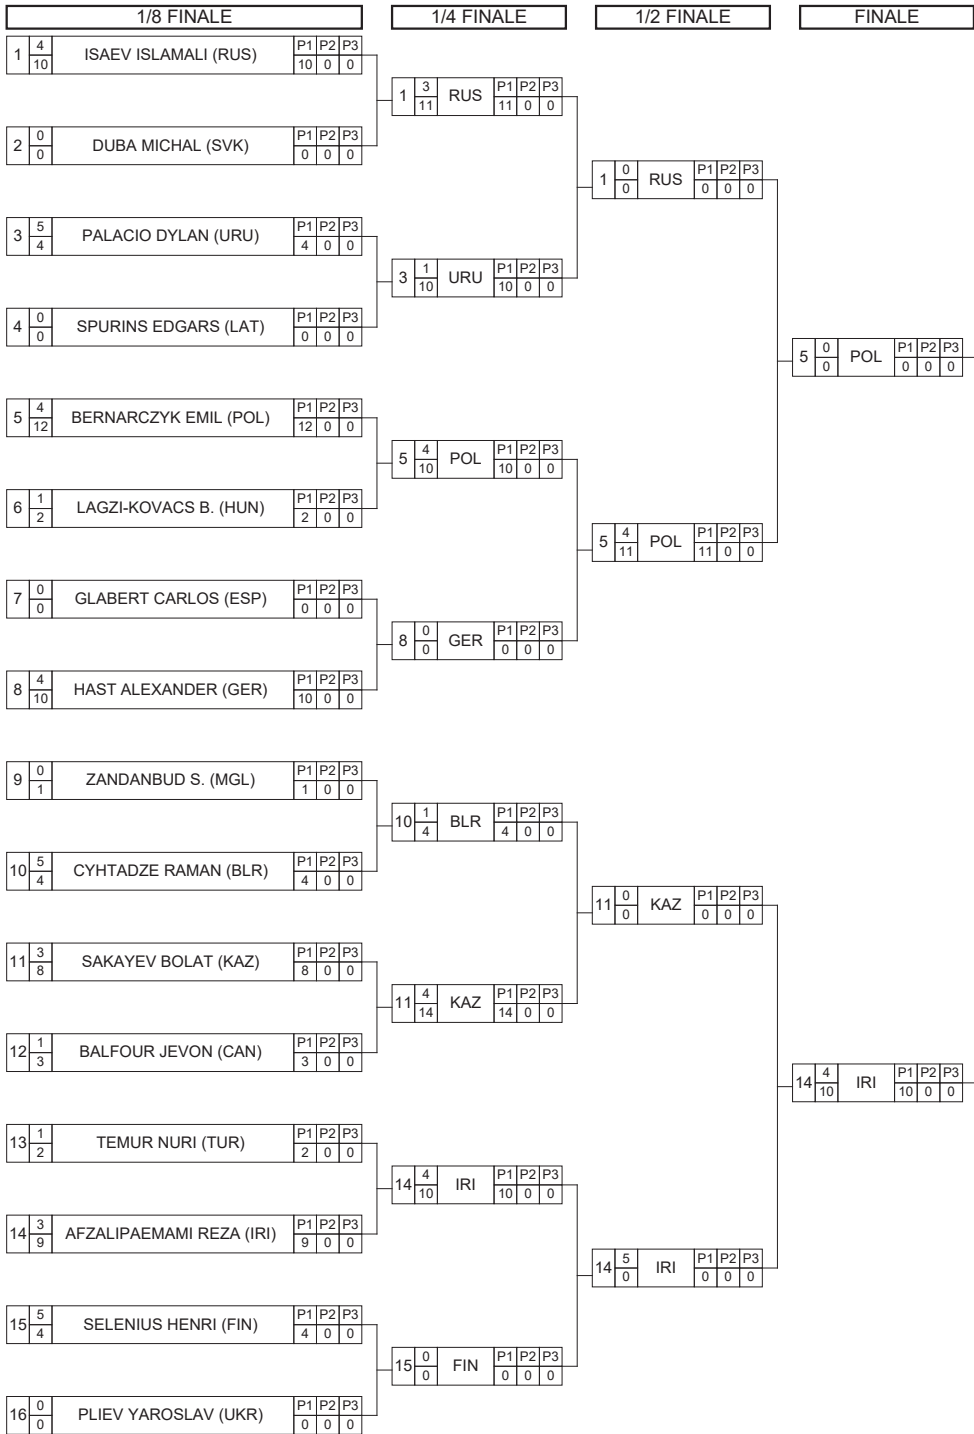 1/8 FINALE 1/4 FINALE 1/2 FINALE FINALE
1 4 10 ISAEV ISLAMALI (RUS) P1 P2 P3 10 0 0
1 3 11 RUS P1 P2 P3 11 0 0
2 0 0 DUBA MICHAL (SVK) P1 P2 P3 0 0 0
1 0 0 RUS P1 P2 P3 0 0 0
3 5 4 PALACIO DYLAN (URU) P1 P2 P3 4 0 0
3 1 10 URU P1 P2 P3 10 0 0
4 0 0 SPURINS EDGARS (LAT) P1 P2 P3 0 0 0
5 0 0 POL P1 P2 P3 0 0 0
5 4 12 BERNARCZYK EMIL (POL) P1 P2 P3 12 0 0
5 4 10 POL P1 P2 P3 10 0 0
6 1 2 LAGZI-KOVACS B. (HUN) P1 P2 P3 2 0 0
5 4 11 POL P1 P2 P3 11 0 0
7 0 0 GLABERT CARLOS (ESP) P1 P2 P3 0 0 0
8 0 0 GER P1 P2 P3 0 0 0
8 4 10 HAST ALEXANDER (GER) P1 P2 P3 10 0 0
9 0 1 ZANDANBUD S. (MGL) P1 P2 P3 1 0 0
10 1 4 BLR P1 P2 P3 4 0 0
10 5 4 CYHTADZE RAMAN (BLR) P1 P2 P3 4 0 0
11 0 0 KAZ P1 P2 P3 0 0 0
11 3 8 SAKAYEV BOLAT (KAZ) P1 P2 P3 8 0 0
11 4 14 KAZ P1 P2 P3 14 0 0
12 1 3 BALFOUR JEVON (CAN) P1 P2 P3 3 0 0
14 4 10 IRI P1 P2 P3 10 0 0
13 1 2 TEMUR NURI (TUR) P1 P2 P3 2 0 0
14 4 10 IRI P1 P2 P3 10 0 0
14 3 9 AFZALIPAEMAMI REZA (IRI) P1 P2 P3 9 0 0
14 5 0 IRI P1 P2 P3 0 0 0
15 5 4 SELENIUS HENRI (FIN) P1 P2 P3 4 0 0
15 0 0 FIN P1 P2 P3 0 0 0
16 0 0 PLIEV YAROSLAV (UKR) P1 P2 P3 0 0 0